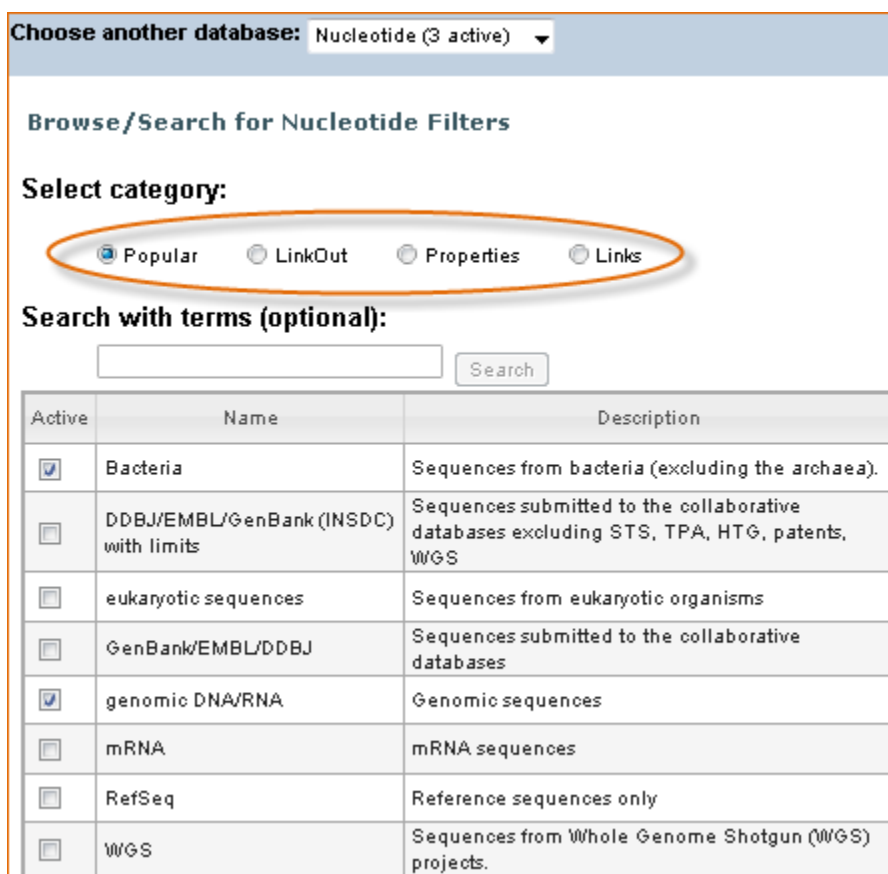 Choose another database: Nucleotide (3 active)
Browse/Search for Nucleotide Filters
Select category:
Popular LinkOut Properties Links
Search with terms (optional):
Search
Active Name Description
Bacteria Sequences from bacteria (excluding the archaea).
DDBJ/EMBL/GenBank (INSDC) with limits Sequences submitted to the collaborative databases excluding STS, TPA, HTG, patents, WGS
eukaryotic sequences Sequences from eukaryotic organisms
GenBank/EMBL/DDBJ Sequences submitted to the collaborative databases
genomic DNA/RNA Genomic sequences
mRNA mRNA sequences
RefSeq Reference sequences only
WGS Sequences from Whole Genome Shotgun (WGS) projects.